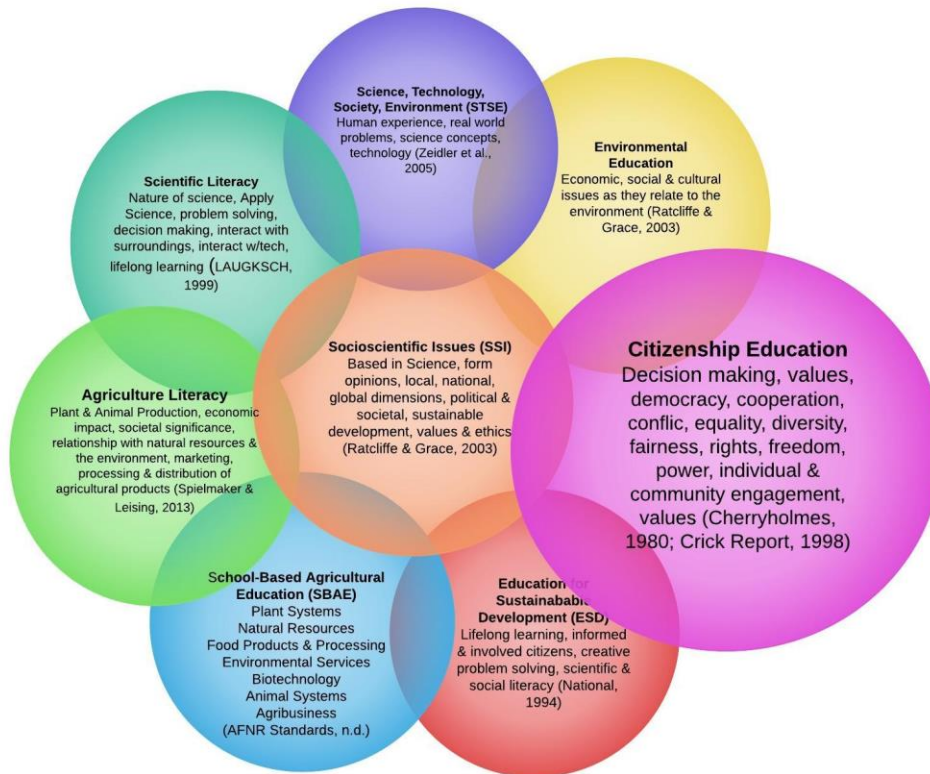 Science, Technology,
Society, Environment (STSE)
Human experience, real world
problems, science concepts,
technology (Zeidler et al.,
2005)
Environmental
Education
Economic, social & cultural
issues as they relate to the
environment (Ratcliffe &
Grace, 2003)
Scientific Literacy
Nature of science, Apply
Science, problem solving,
decision making, interact with
surroundings, interact w/tech,
lifelong learning (LAUGKSCH,
1999)
Socioscientific Issues (SSI)
Based in Science, form
opinions, local, national,
global dimensions, political &
societal, sustainable
development, values & ethics
(Ratcliffe & Grace, 2003)
Citizenship Education
Decision making, values,
democracy, cooperation,
conflic, equality, diversity,
fairness, rights, freedom,
power, individual &
community engagement,
values (Cherryholmes,
1980; Crick Report, 1998)
Agriculture Literacy
Plant & Animal Production, economic
impact, societal significance,
relationship with natural resources &
the environment, marketing,
processing & distribution of
agricultural products (Spielmaker &
Leising, 2013)
School-Based Agricultural
Education (SBAE)
Plant Systems
Natural Resources
Food Products & Processing
Environmental Services
Biotechnology
Animal Systems
Agribusiness
(AFNR Standards, n.d.)
Education for
Sustainabable
Development (ESD)
Lifelong learning, informed
& involved citizens, creative
problem solving, scientific &
social literacy (National,
1994)